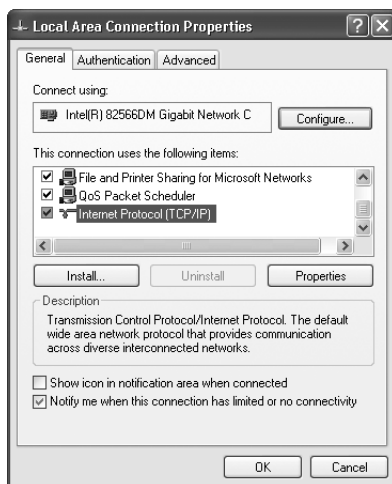 Local Area Connection Properties
General Authentication Advanced
Connect using:
Intel(R) 82566DM Gigabit Network C
Configure...
This connection uses the following items:
File and Printer Sharing for Microsoft Networks
QoS Packet Scheduler
Internet Protocol (TCP/IP)
Install... Uninstall Properties
Description
Transmission Control Protocol/Internet Protocol. The default
wide area network protocol that provides communication
across diverse interconnected networks.
Show icon in notification area when connected
Notify me when this connection has limited or no connectivity
OK Cancel